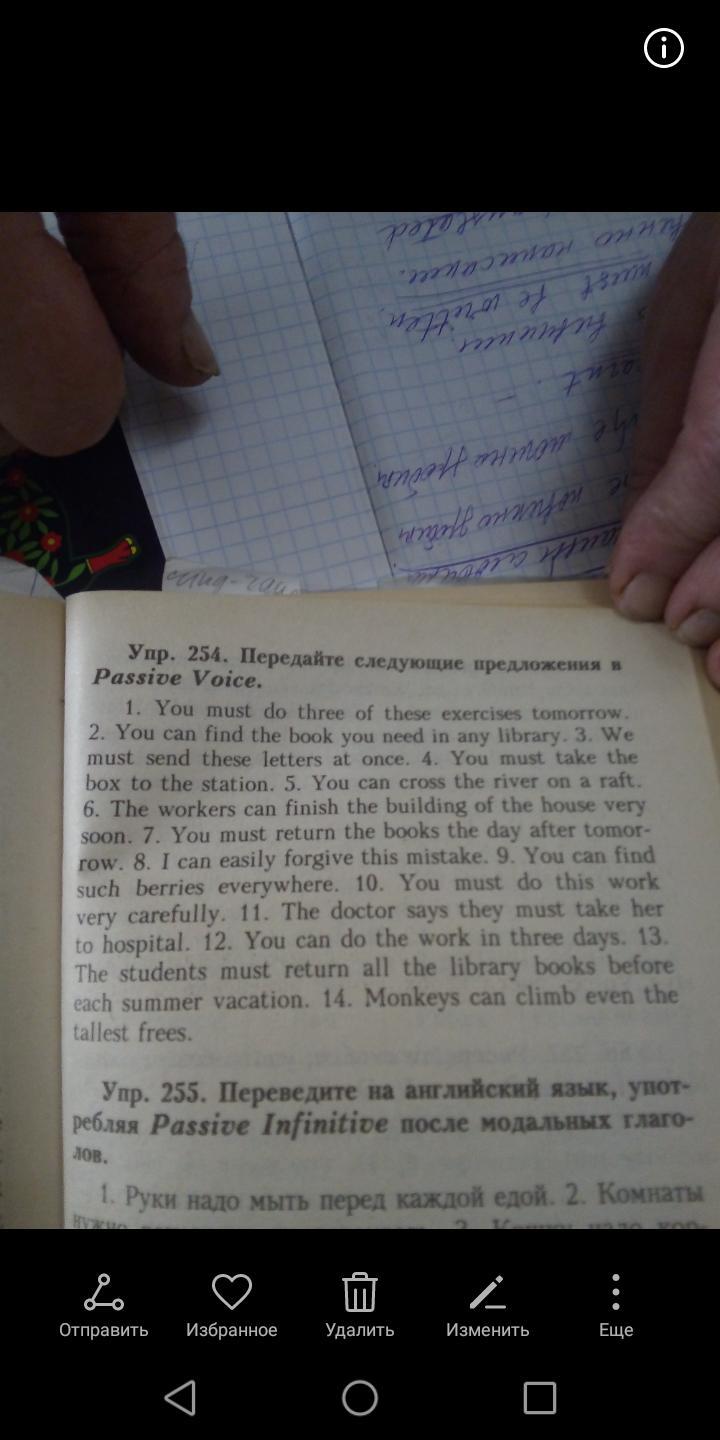 must be written.
Упр. 254. Передайте следующие предложения в
Passive Voice.
1. You must do three of these exercises tomorrow.
2. You can find the book you need in any library. 3. We
must send these letters at once. 4. You must take the
box to the station. 5. You can cross the river on a raft.
6. The workers can finish the building of the house very
soon. 7. You must return the books the day after tomor-
row. 8. I can easily forgive this mistake. 9. You can find
such berries everywhere. 10. You must do this work
very carefully. 11. The doctor says they must take her
to hospital. 12. You can do the work in three days. 13.
The students must return all the library books before
each summer vacation. 14. Monkeys can climb even the
tallest frees.
Упр. 255. Переведите на английский язык, упот-
ребляя Passive Infinitive после модальных глаго-
лов.
1. Руки надо мыть перед каждой едой. 2. Комнаты
Отправить
Избранное
Удалить
Изменить
Еще